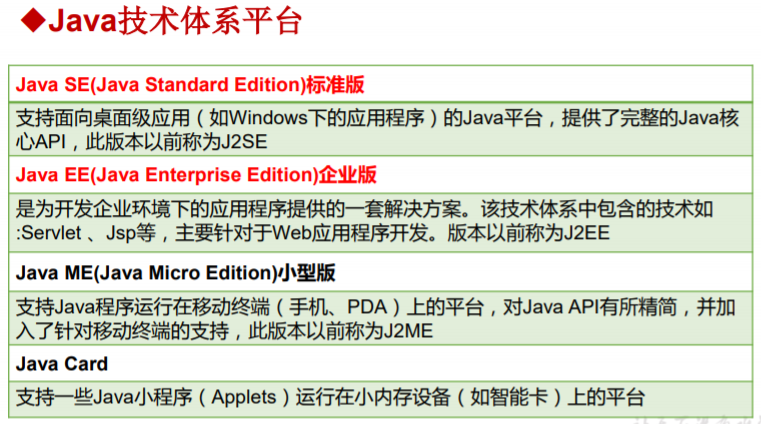 ◆Java技术体系平台
Java SE(Java Standard Edition)标准版
支持面向桌面级应用（如Windows下的应用程序）的Java平台，提供了完整的Java核
心API，此版本以前称为J2SE
Java EE(Java Enterprise Edition)企业版
是为开发企业环境下的应用程序提供的一套解决方案。该技术体系中包含的技术如
:Servlet 、Jsp等，主要针对于Web应用程序开发。版本以前称为J2EE
Java ME(Java Micro Edition)小型版
支持Java程序运行在移动终端（手机、PDA）上的平台，对Java API有所精简，并加
入了针对移动终端的支持，此版本以前称为J2ME
Java Card
支持一些Java小程序（Applets）运行在小内存设备（如智能卡）上的平台